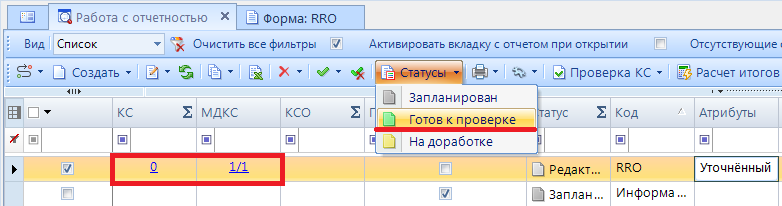 Работа с отчетностью Форма: RRO
Вид Список Очистить все фильтры Активировать вкладку с отчетом при открытии Отсутствующие
Создать Статусы Проверка КС Расчет итогов
Запланирован
КС Σ МДКС Σ КСО Σ татус Σ Код Атрибуты
Готов к проверке
На доработке
0 1/1 Редакт... RRO Уточнённый
Заплан... Информа...